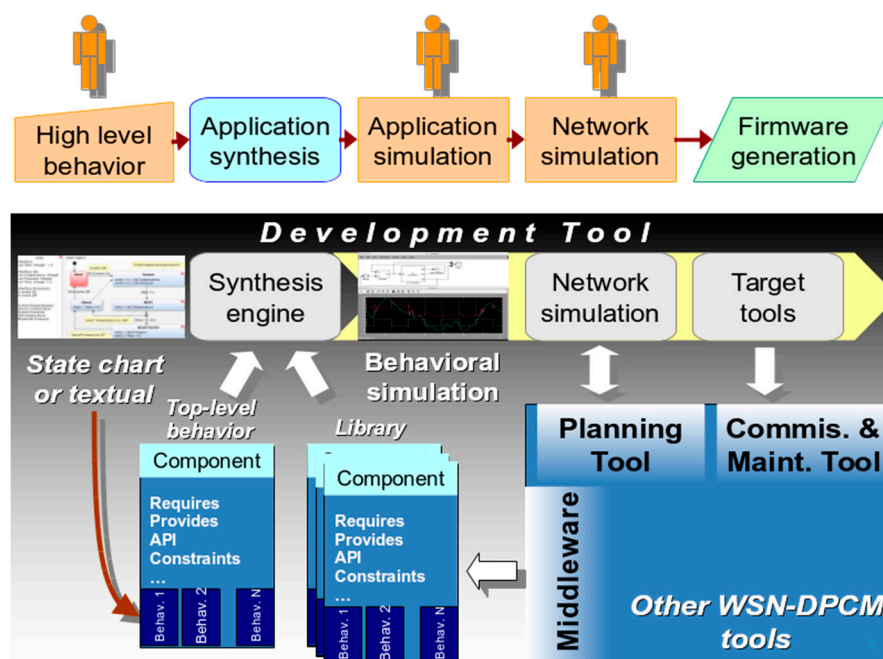 High level
behavior
Application
synthesis
Application
simulation
Network
simulation
Firmware
generation
Development Tool
Synthesis
engine
Network
simulation
Target
tools
State chart
or textual
Behavioral
simulation
Top-level
behavior
Library
Component
Requires
Provides
API
Constraints
...
Behav. 1
Behav. 2
Behav. N
Component
Requires
Provides
API
Constraints
...
Behav. 1
Behav. 2
Behav. N
Planning
Tool
Commis. &
Maint. Tool
Middleware
Other WSN-DPCM
tools